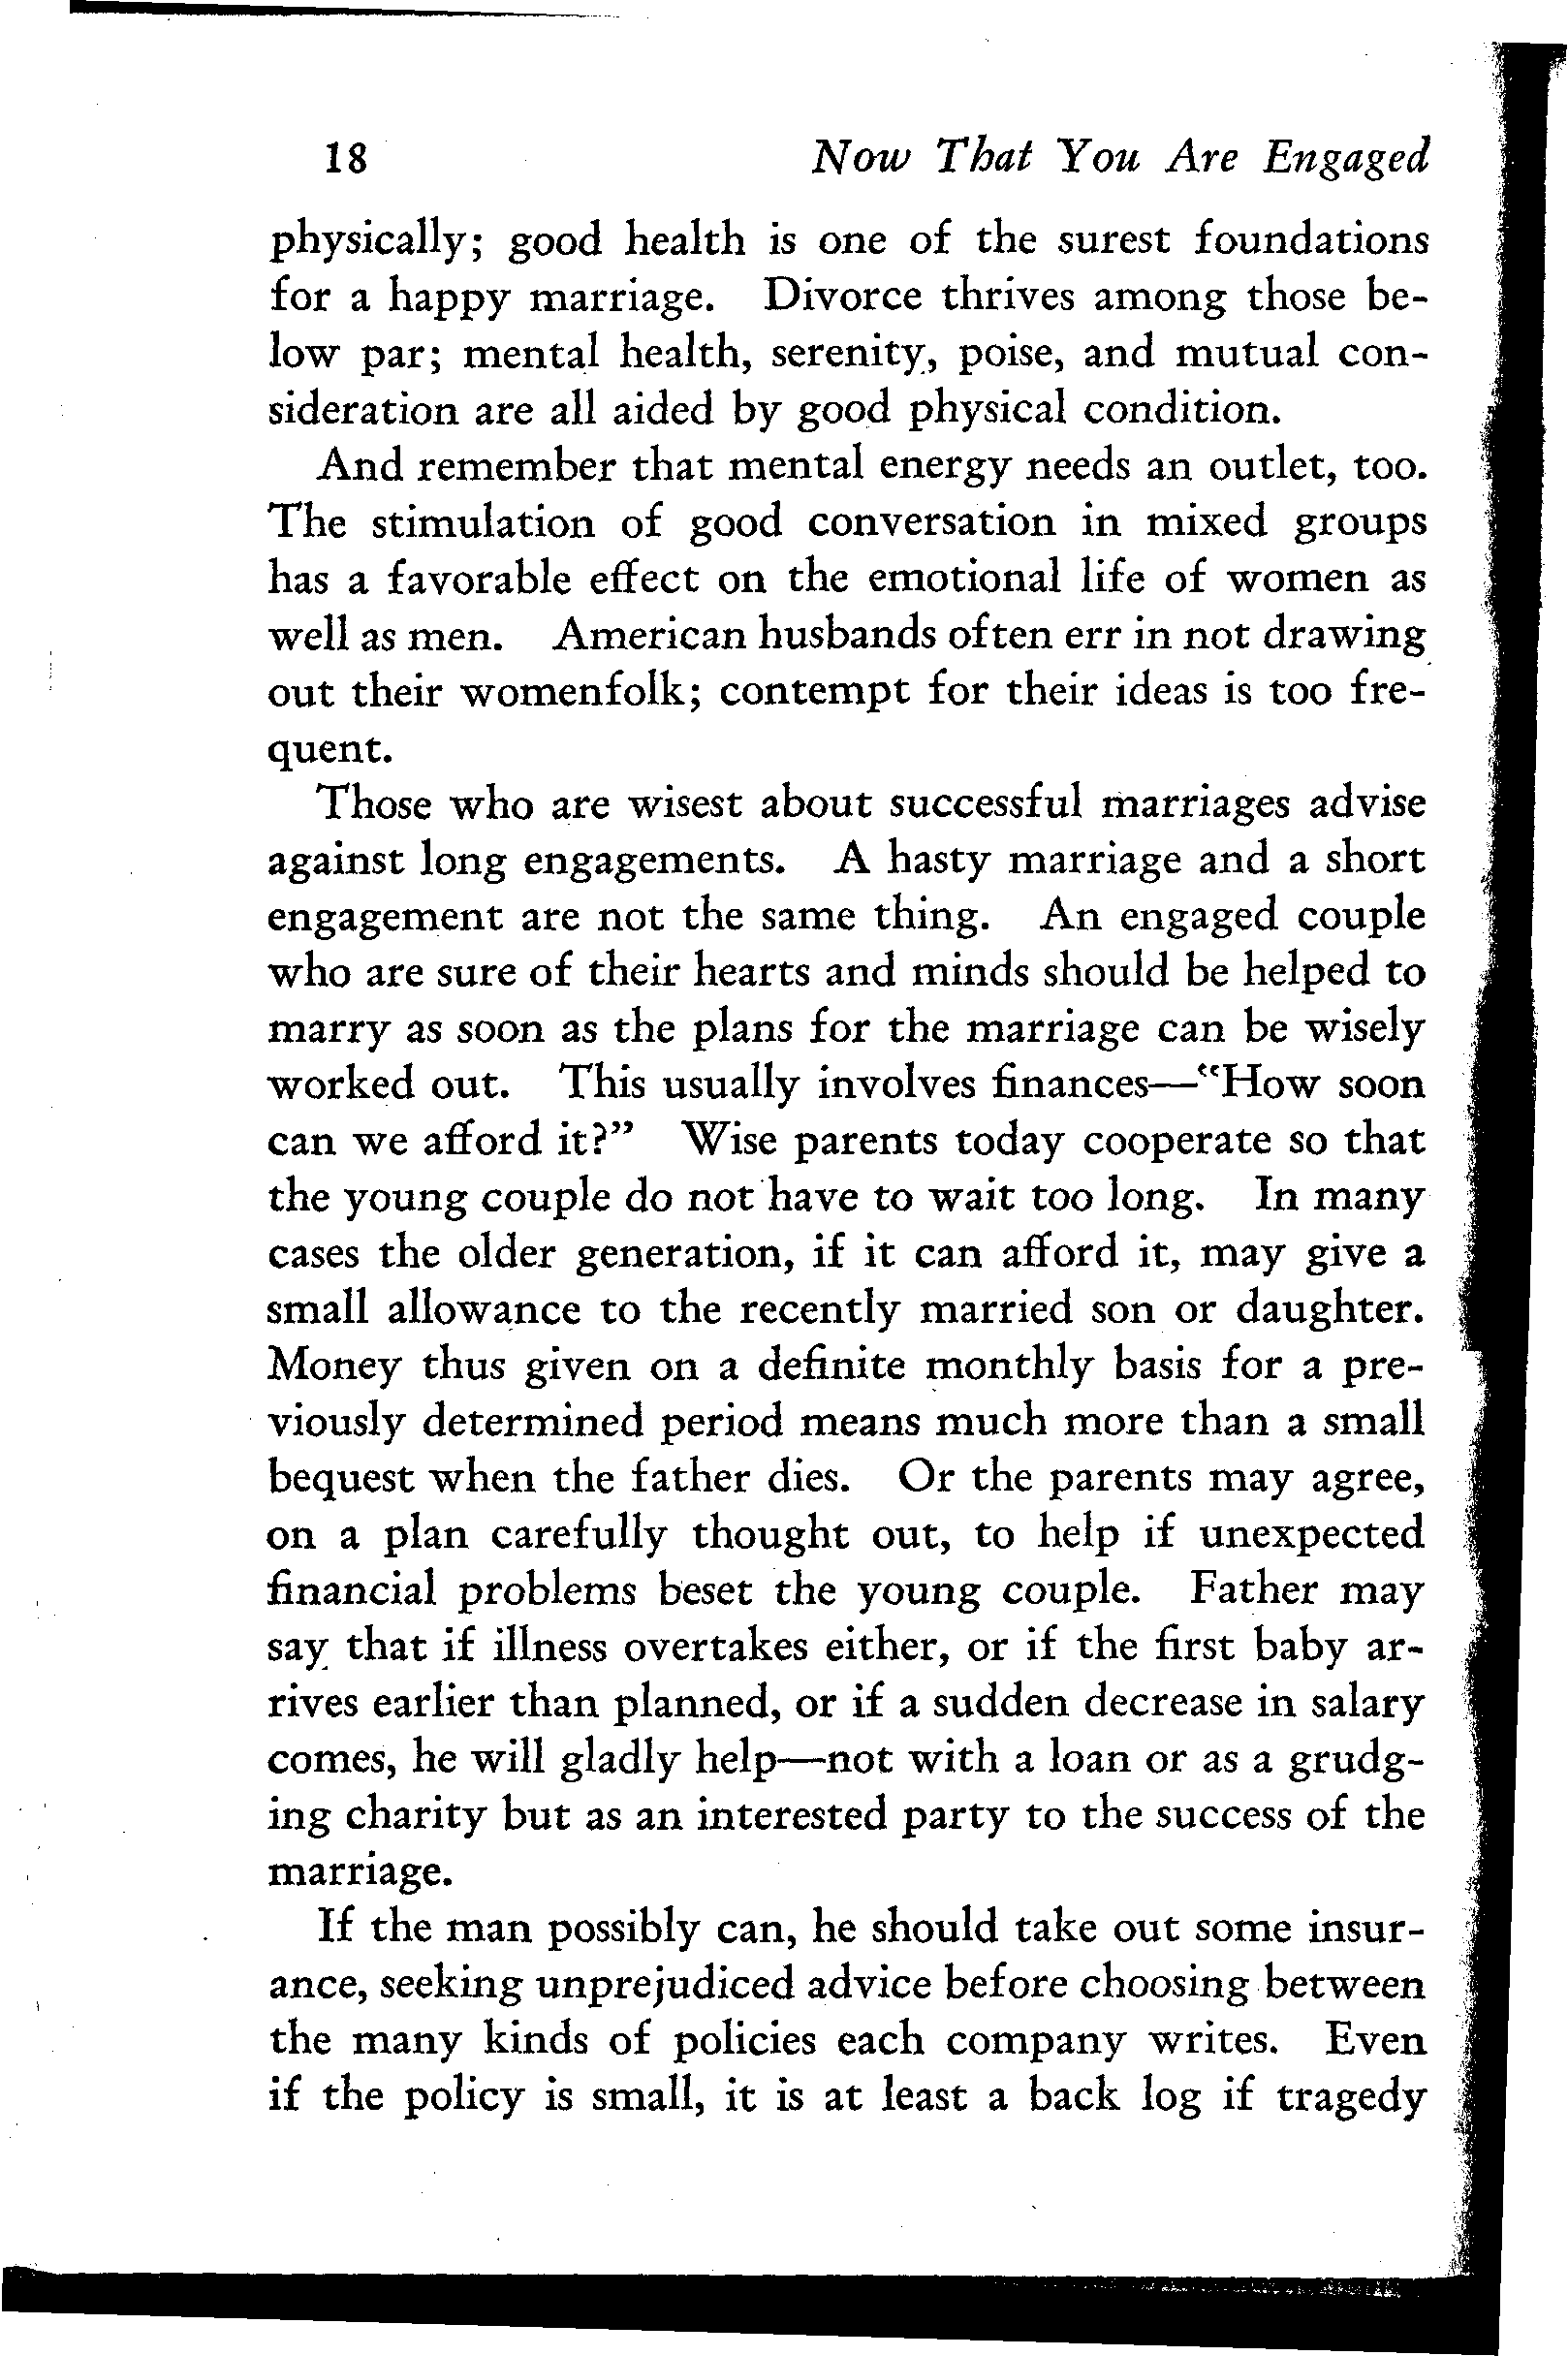 18 Now That You Are Engaged
physically; good health is one of the surest foundations
for a happy marriage. Divorce thrives among those be-
low par; mental health, serenity, poise, and mutual con-
sideration are all aided by good physical condition.
And remember that mental energy needs an outlet, too.
The stimulation of good conversation in mixed groups
has a favorable effect on the emotional life of women as
well as men. American husbands often err in not drawing
out their womenfolk; contempt for their ideas is too fre-
quent.
Those who are wisest about successful marriages advise
against long engagements. A hasty marriage and a short
engagement are not the same thing. An engaged couple
who are sure of their hearts and minds should be helped to
marry as soon as the plans for the marriage can be wisely
worked out. This usually involves finances—"How soon
can we afford it?" Wise parents today cooperate so that
the young couple do not have to wait too long. In many
cases the older generation, if it can afford it, may give a
small allowance to the recently married son or daughter.
Money thus given on a definite monthly basis for a pre-
viously determined period means much more than a small
bequest when the father dies. Or the parents may agree,
on a plan carefully thought out, to help if unexpected
financial problems beset the young couple. Father may
say that if illness overtakes either, or if the first baby ar-
rives earlier than planned, or if a sudden decrease in salary
comes, he will gladly help—not with a loan or as a grudg-
ing charity but as an interested party to the success of the
marriage.
If the man possibly can, he should take out some insur-
ance, seeking unprejudiced advice before choosing between
the many kinds of policies each company writes. Even
if the policy is small, it is at least a back log if tragedy